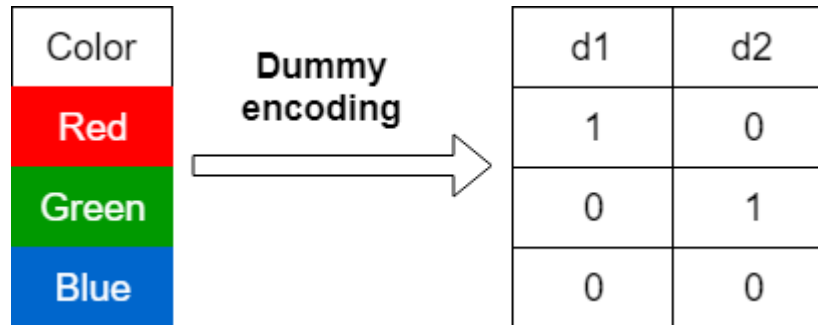 Color
Red
Green
Blue
Dummy
encoding
d1 d2
1 0
0 1
0 0